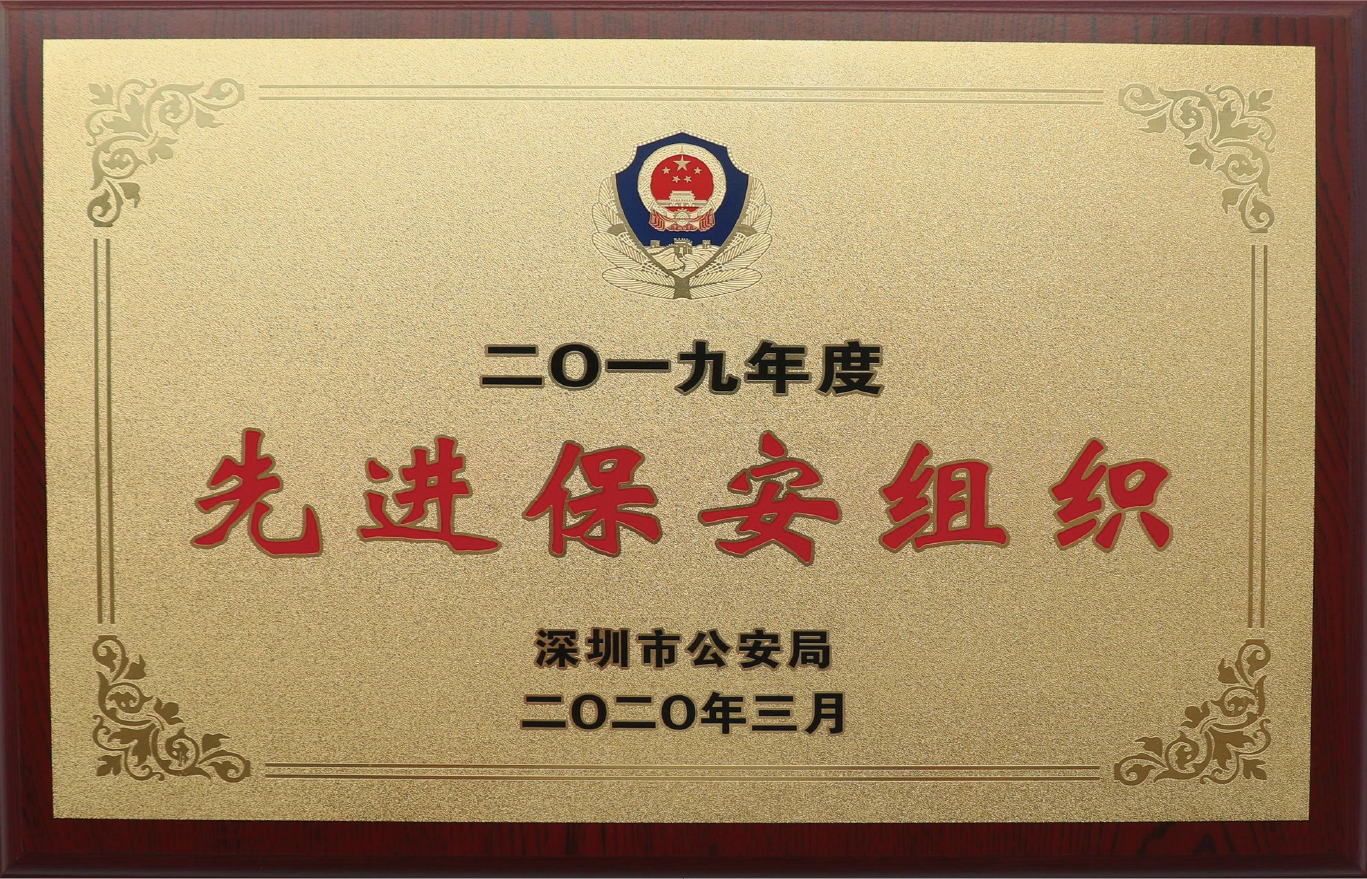 二〇一九年度
先进保安组织
深圳市公安局
二〇二〇年三月